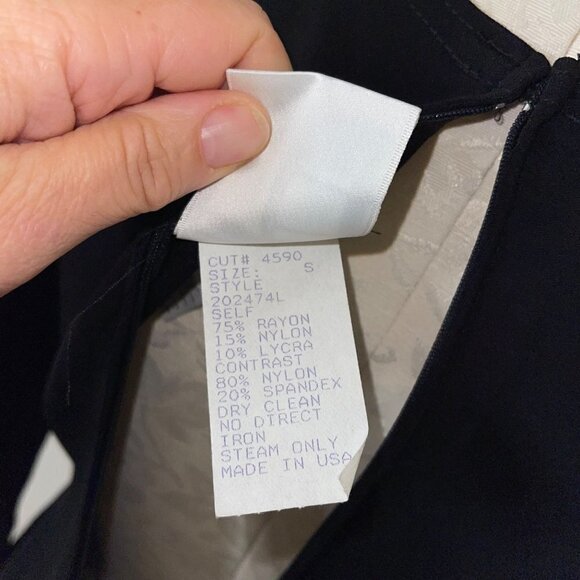 CUT# 4590
SIZE: S
STYLE
202474L
SELF
75% RAYON
15% NYLON
10% LYCRA
CONTRAST
80% NYLON
20% SPANDEX
DRY CLEAN
NO DIRECT
IRON
STEAM ONLY
MADE IN USA